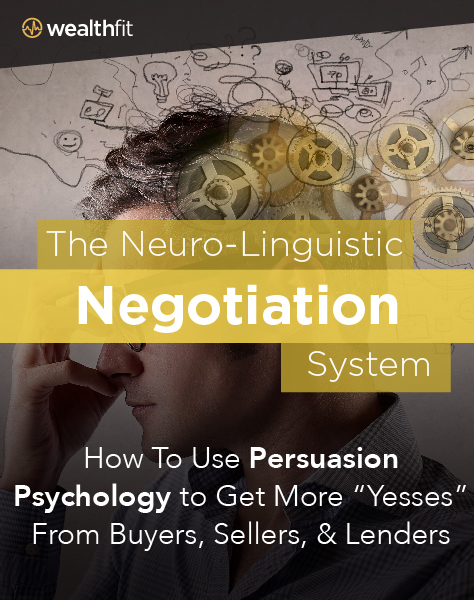 wealthfit
The Neuro-Linguistic
Negotiation
System
How To Use Persuasion
Psychology to Get More “Yesses”
From Buyers, Sellers, & Lenders